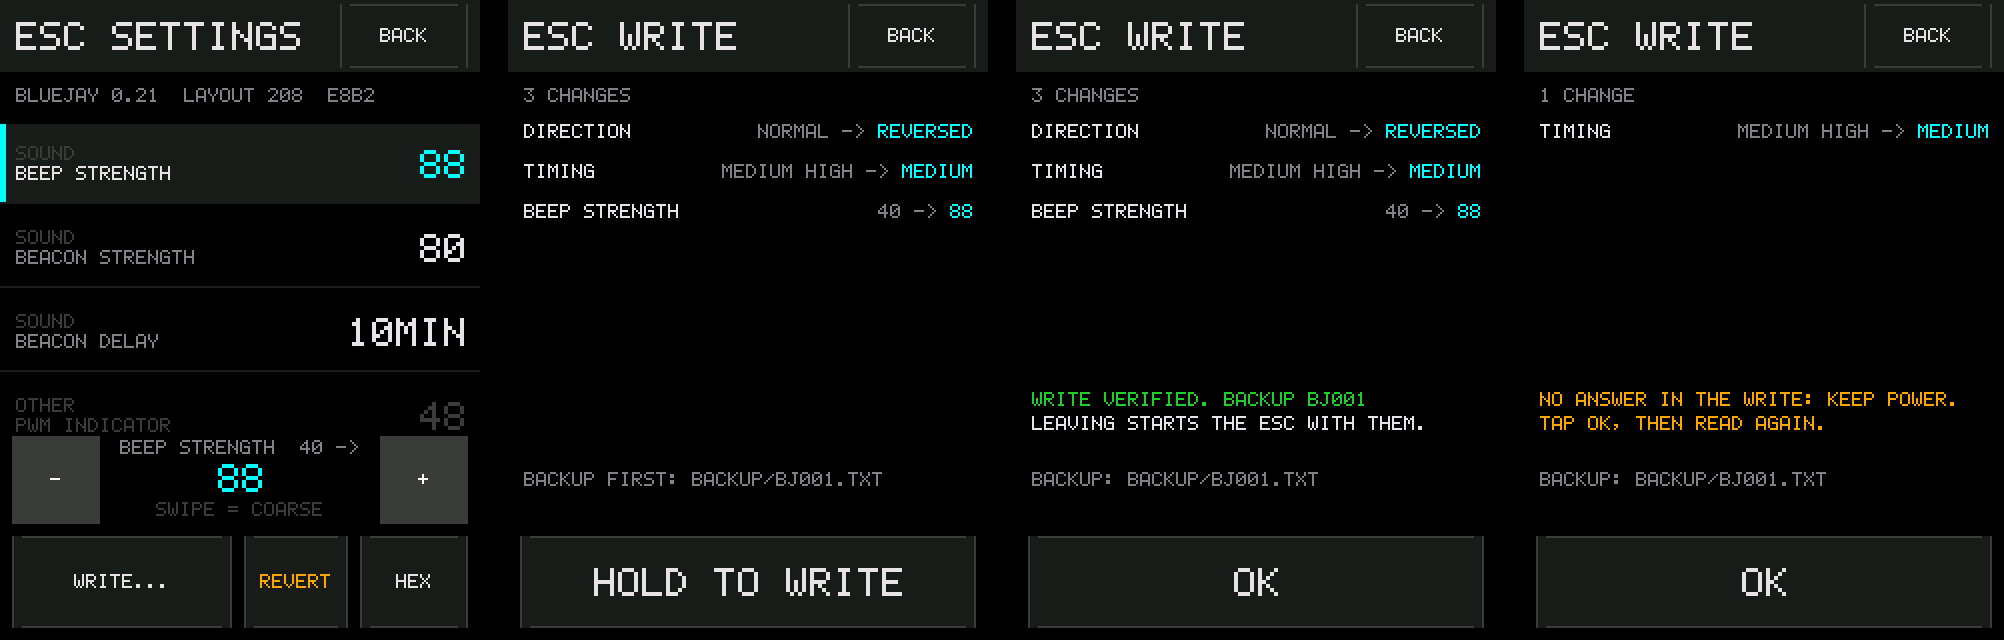 ESC SETTINGS
BACK
BLUEJAY 0.21 LAYOUT 208 E8B2
SOUND
BEEP STRENGTH 88
SOUND
BEACON STRENGTH 80
SOUND
BEACON DELAY 10MIN
OTHER
PWM INDICATOR 48
-
BEEP STRENGTH 40 ->
88
SWIPE = COARSE
+
WRITE...
REVERT
HEX
ESC WRITE
BACK
3 CHANGES
DIRECTION NORMAL -> REVERSED
TIMING MEDIUM HIGH -> MEDIUM
BEEP STRENGTH 40 -> 88
BACKUP FIRST: BACKUP/BJ001.TXT
HOLD TO WRITE
ESC WRITE
BACK
3 CHANGES
DIRECTION NORMAL -> REVERSED
TIMING MEDIUM HIGH -> MEDIUM
BEEP STRENGTH 40 -> 88
WRITE VERIFIED. BACKUP BJ001
LEAVING STARTS THE ESC WITH THEM.
BACKUP: BACKUP/BJ001.TXT
OK
ESC WRITE
BACK
1 CHANGE
TIMING MEDIUM HIGH -> MEDIUM
NO ANSWER IN THE WRITE: KEEP POWER.
TAP OK, THEN READ AGAIN.
BACKUP: BACKUP/BJ001.TXT
OK